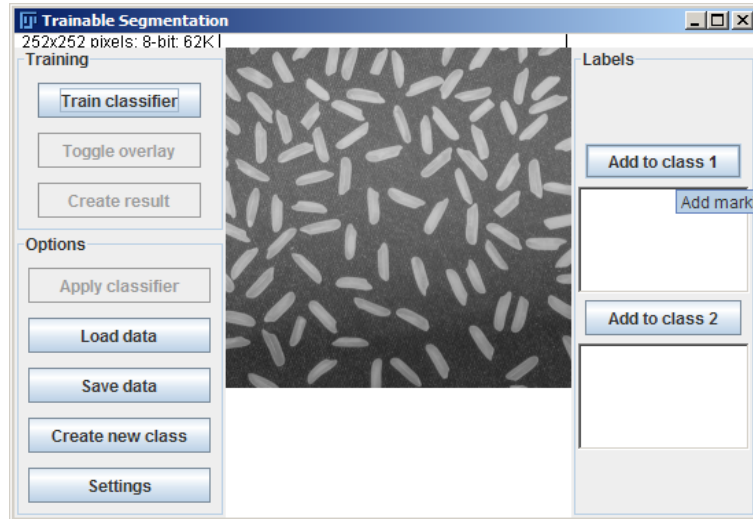 Trainable Segmentation
252x252 pixels; 8-bit; 62K
Training
Train classifier
Toggle overlay
Create result
Options
Apply classifier
Load data
Save data
Create new class
Settings
Labels
Add to class 1
Add mark
Add to class 2